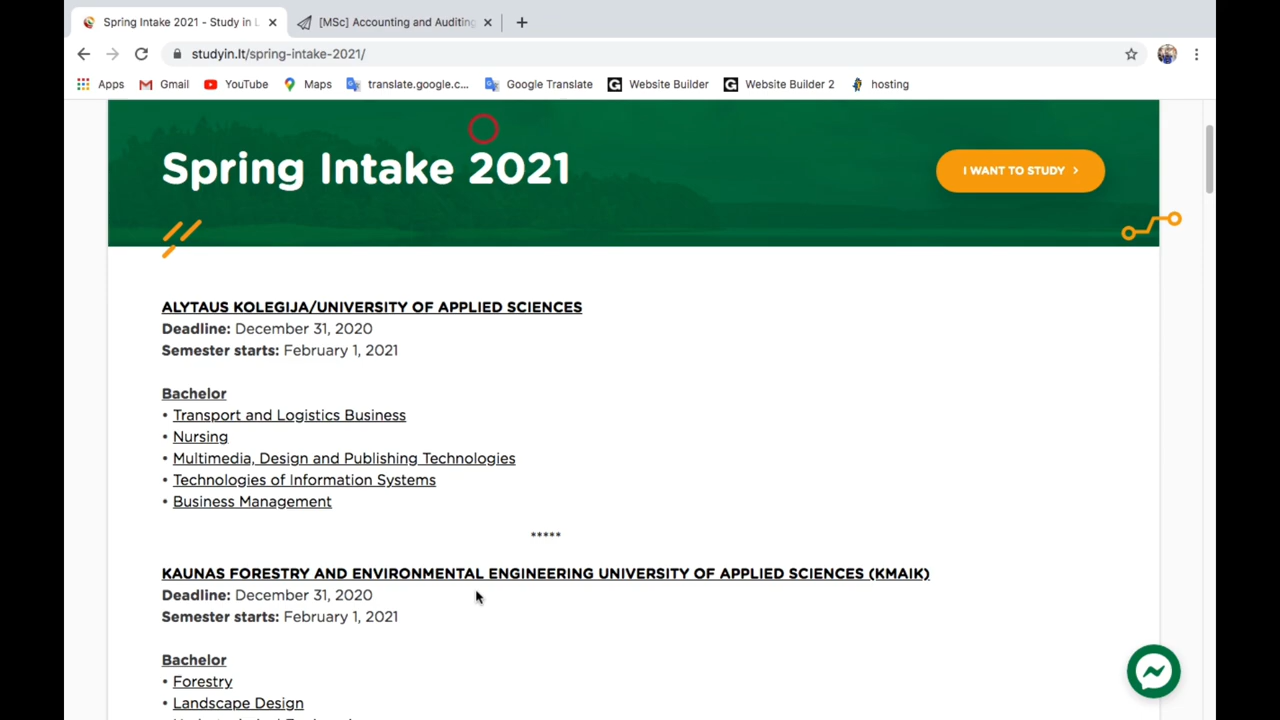 Spring Intake 2021 - Study in L
[MSc] Accounting and Auditing
studyin.lt/spring-intake-2021/
Apps Gmail YouTube Maps translate.google.c... Google Translate Website Builder Website Builder 2 hosting
Spring Intake 2021
I WANT TO STUDY
ALYTAUS KOLEGIJA/UNIVERSITY OF APPLIED SCIENCES
Deadline: December 31, 2020
Semester starts: February 1, 2021
Bachelor
• Transport and Logistics Business
• Nursing
• Multimedia, Design and Publishing Technologies
• Technologies of Information Systems
• Business Management
*****
KAUNAS FORESTRY AND ENVIRONMENTAL ENGINEERING UNIVERSITY OF APPLIED SCIENCES (KMAIK)
Deadline: December 31, 2020
Semester starts: February 1, 2021
Bachelor
• Forestry
• Landscape Design